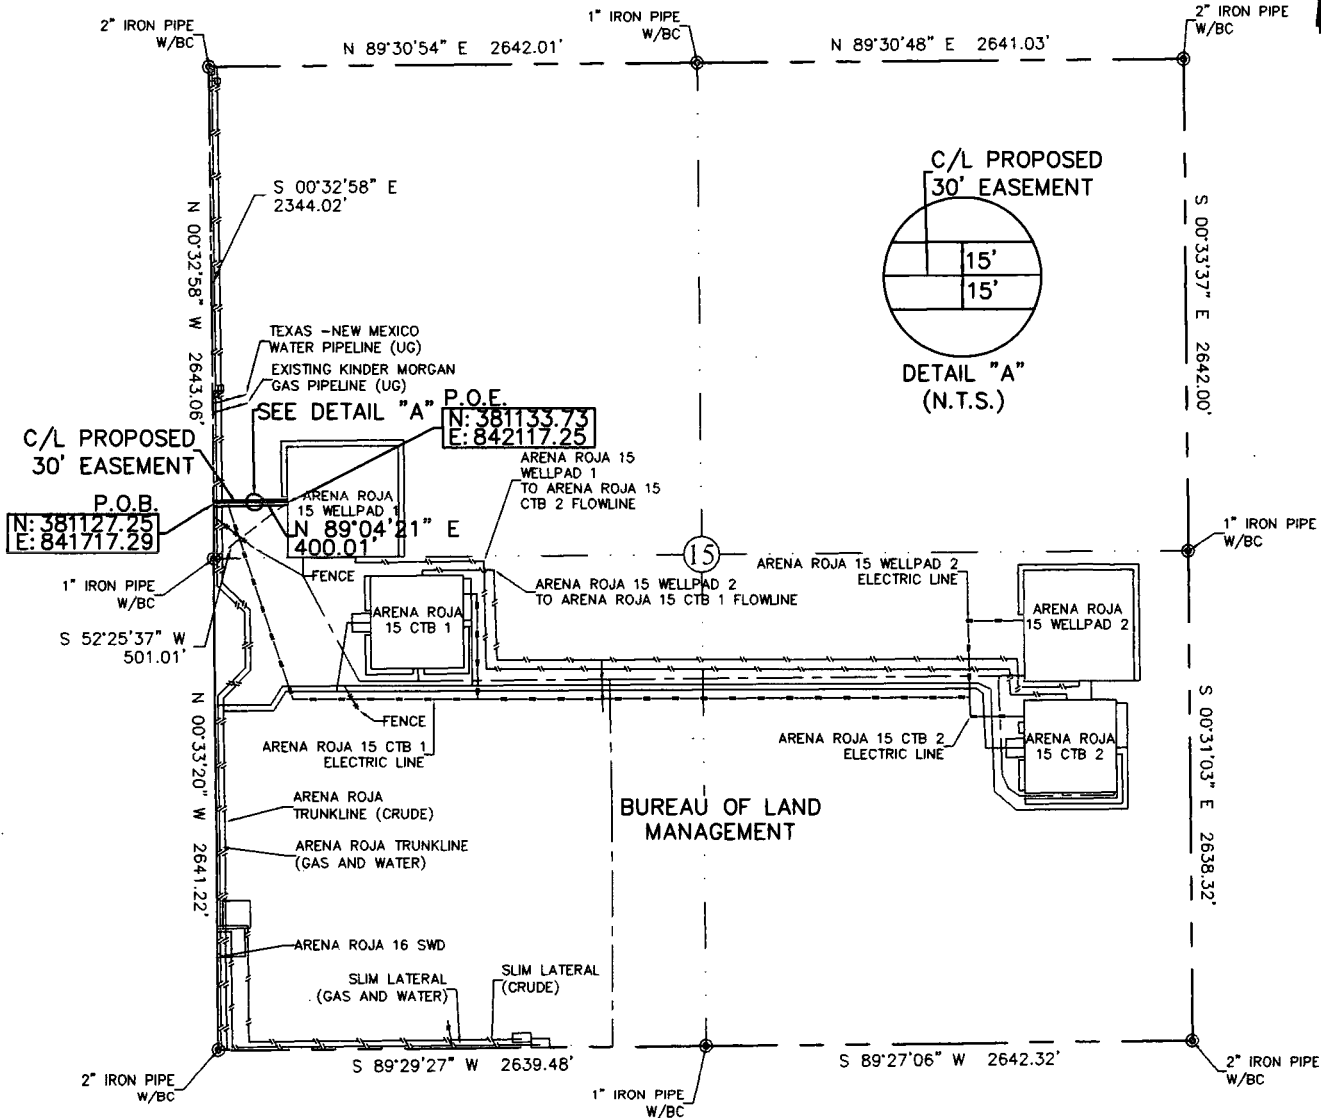 2" IRON PIPE
W/BC
N 89°30'54" E 2642.01'
1" IRON PIPE
W/BC
N 89°30'48" E 2641.03'
2" IRON PIPE
W/BC
C/L PROPOSED
30' EASEMENT
15'
15'
DETAIL "A"
(N.T.S.)
S 00°32'58" E
2344.02'
N 00°32'58" W 2643.06'
S 00°33'37" E 2642.00'
TEXAS -NEW MEXICO
WATER PIPELINE (UG)
EXISTING KINDER MORGAN
GAS PIPELINE (UG)
SEE DETAIL "A"
P.O.E.
N: 381133.73
E: 842117.25
C/L PROPOSED
30' EASEMENT
P.O.B.
N: 381127.25
E: 841717.29
ARENA ROJA
15 WELLPAD 1
N 89°04'21" E
400.01'
ARENA ROJA 15
WELLPAD 1
TO ARENA ROJA 15
CTB 2 FLOWLINE
15
1" IRON PIPE
W/BC
1" IRON PIPE
W/BC
FENCE
ARENA ROJA 15 WELLPAD 2
TO ARENA ROJA 15 CTB 1 FLOWLINE
ARENA ROJA 15 WELLPAD 2
ELECTRIC LINE
ARENA ROJA
15 CTB 1
ARENA ROJA
15 WELLPAD 2
S 52°25'37" W
501.01'
N 00°33'20" W 2641.22'
S 00°31'03" E 2638.32'
FENCE
ARENA ROJA 15 CTB 1
ELECTRIC LINE
ARENA ROJA 15 CTB 2
ELECTRIC LINE
ARENA ROJA
15 CTB 2
ARENA ROJA
TRUNKLINE (CRUDE)
ARENA ROJA TRUNKLINE
(GAS AND WATER)
BUREAU OF LAND
MANAGEMENT
ARENA ROJA 16 SWD
SLIM LATERAL
(GAS AND WATER)
SLIM LATERAL
(CRUDE)
2" IRON PIPE
W/BC
S 89°29'27" W 2639.48'
1" IRON PIPE
W/BC
S 89°27'06" W 2642.32'
2" IRON PIPE
W/BC